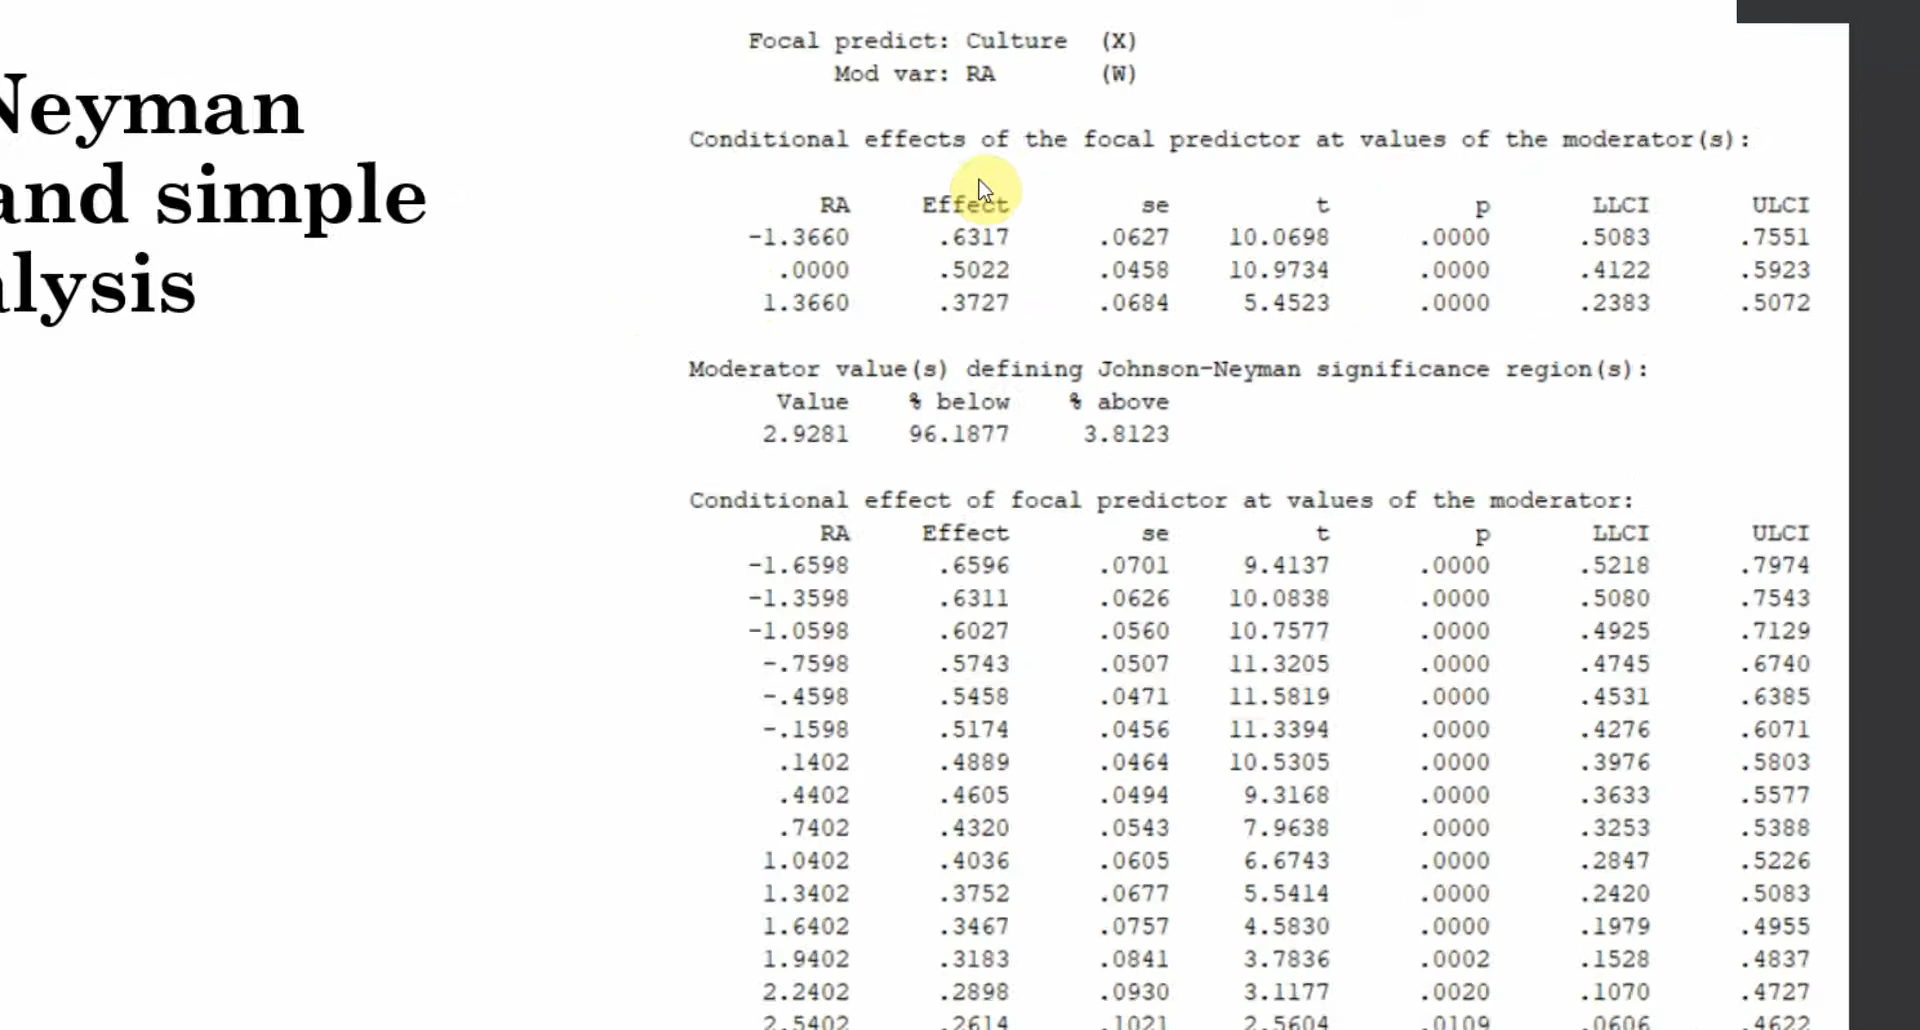 Neyman
and simple
alysis
Focal predict: Culture (X)
Mod var: RA (W)
Conditional effects of the focal predictor at values of the moderator(s):
RA Effect se t p LLCI ULCI
-1.3660 .6317 .0627 10.0698 .0000 .5083 .7551
.0000 .5022 .0458 10.9734 .0000 .4122 .5923
1.3660 .3727 .0684 5.4523 .0000 .2383 .5072
Moderator value(s) defining Johnson-Neyman significance region(s):
Value % below % above
2.9281 96.1877 3.8123
Conditional effect of focal predictor at values of the moderator:
RA Effect se t p LLCI ULCI
-1.6598 .6596 .0701 9.4137 .0000 .5218 .7974
-1.3598 .6311 .0626 10.0838 .0000 .5080 .7543
-1.0598 .6027 .0560 10.7577 .0000 .4925 .7129
-.7598 .5743 .0507 11.3205 .0000 .4745 .6740
-.4598 .5458 .0471 11.5819 .0000 .4531 .6385
-.1598 .5174 .0456 11.3394 .0000 .4276 .6071
.1402 .4889 .0464 10.5305 .0000 .3976 .5803
.4402 .4605 .0494 9.3168 .0000 .3633 .5577
.7402 .4320 .0543 7.9638 .0000 .3253 .5388
1.0402 .4036 .0605 6.6743 .0000 .2847 .5226
1.3402 .3752 .0677 5.5414 .0000 .2420 .5083
1.6402 .3467 .0757 4.5830 .0000 .1979 .4955
1.9402 .3183 .0841 3.7836 .0002 .1528 .4837
2.2402 .2898 .0930 3.1177 .0020 .1070 .4727
2.5402 .2614 .1021 2.5604 .0109 .0606 .4622